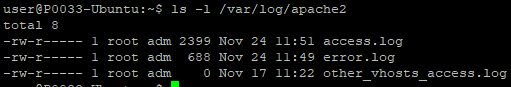 user@P0033-Ubuntu:~$ ls -l /var/log/apache2
total 8
-rw-r----- 1 root adm 2399 Nov 24 11:51 access.log
-rw-r----- 1 root adm  688 Nov 24 11:49 error.log
-rw-r----- 1 root adm    0 Nov 17 11:22 other_vhosts_access.log